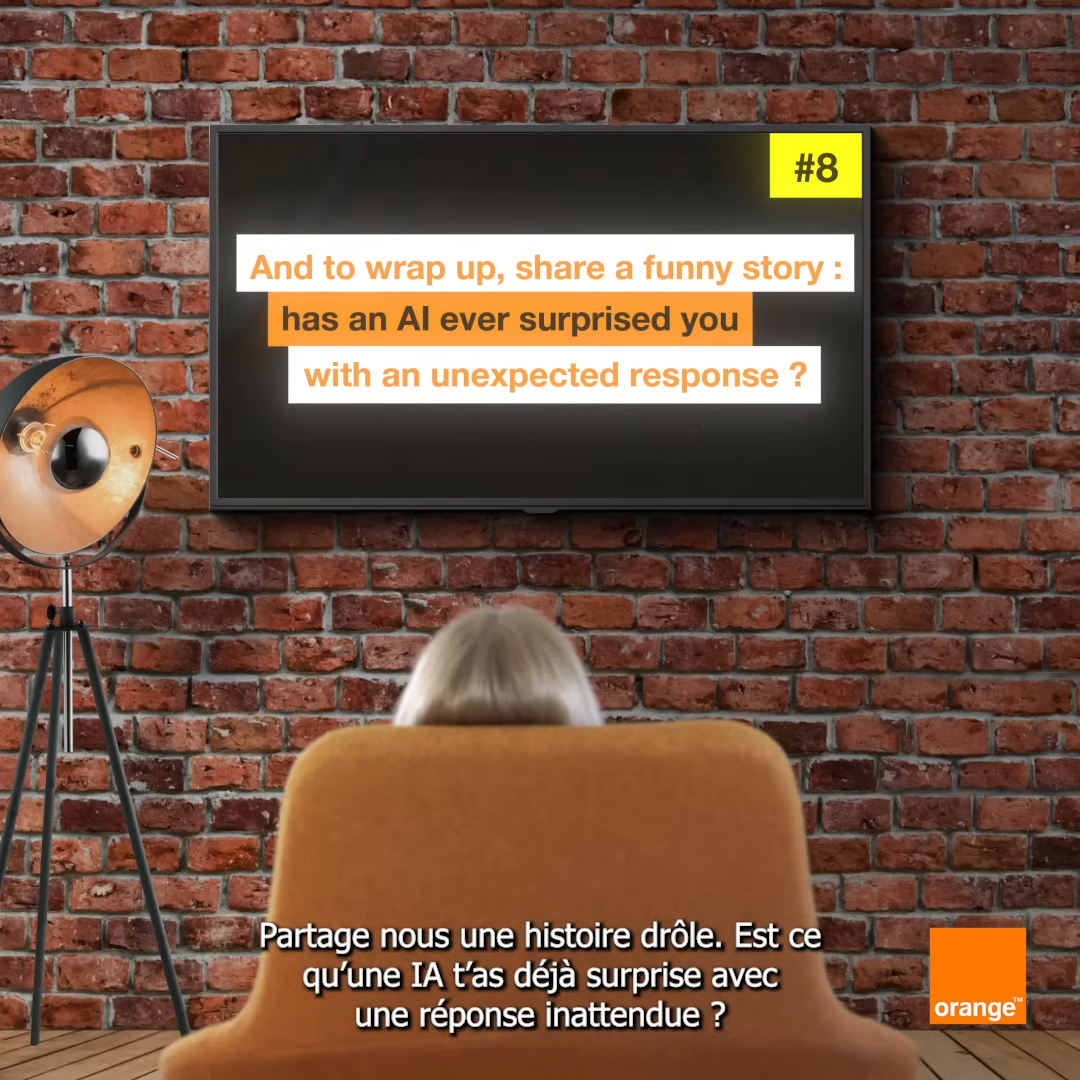 #8
And to wrap up, share a funny story :
has an AI ever surprised you
with an unexpected response ?
Partage nous une histoire drôle. Est ce
qu’une IA t’as déjà surprise avec
une réponse inattendue ?
orange™